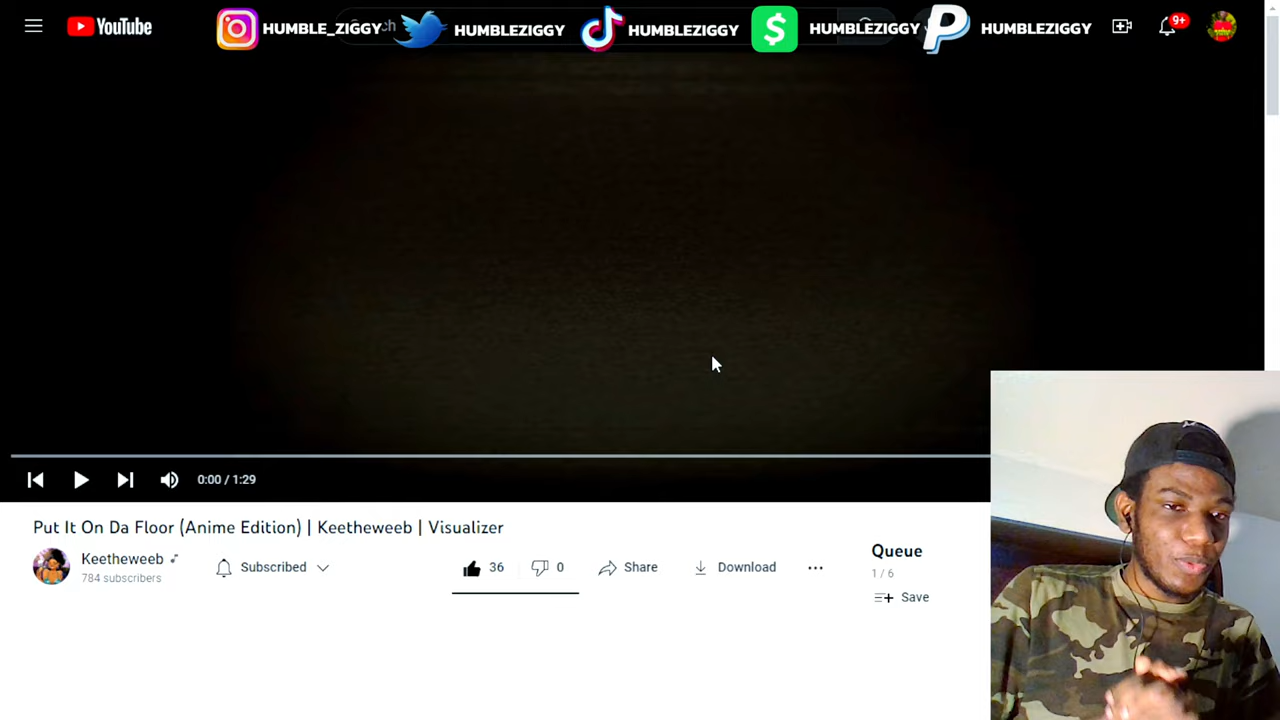 YouTube
HUMBLE_ZIGGY
ch
HUMBLEZIGGY
HUMBLEZIGGY
$
HUMBLEZIGGY
HUMBLEZIGGY
9+
0:00 / 1:29
Put It On Da Floor (Anime Edition) | Keetheweeb | Visualizer
Keetheweeb
784 subscribers
Subscribed
36
0
Share
Download
Queue
1 / 6
Save